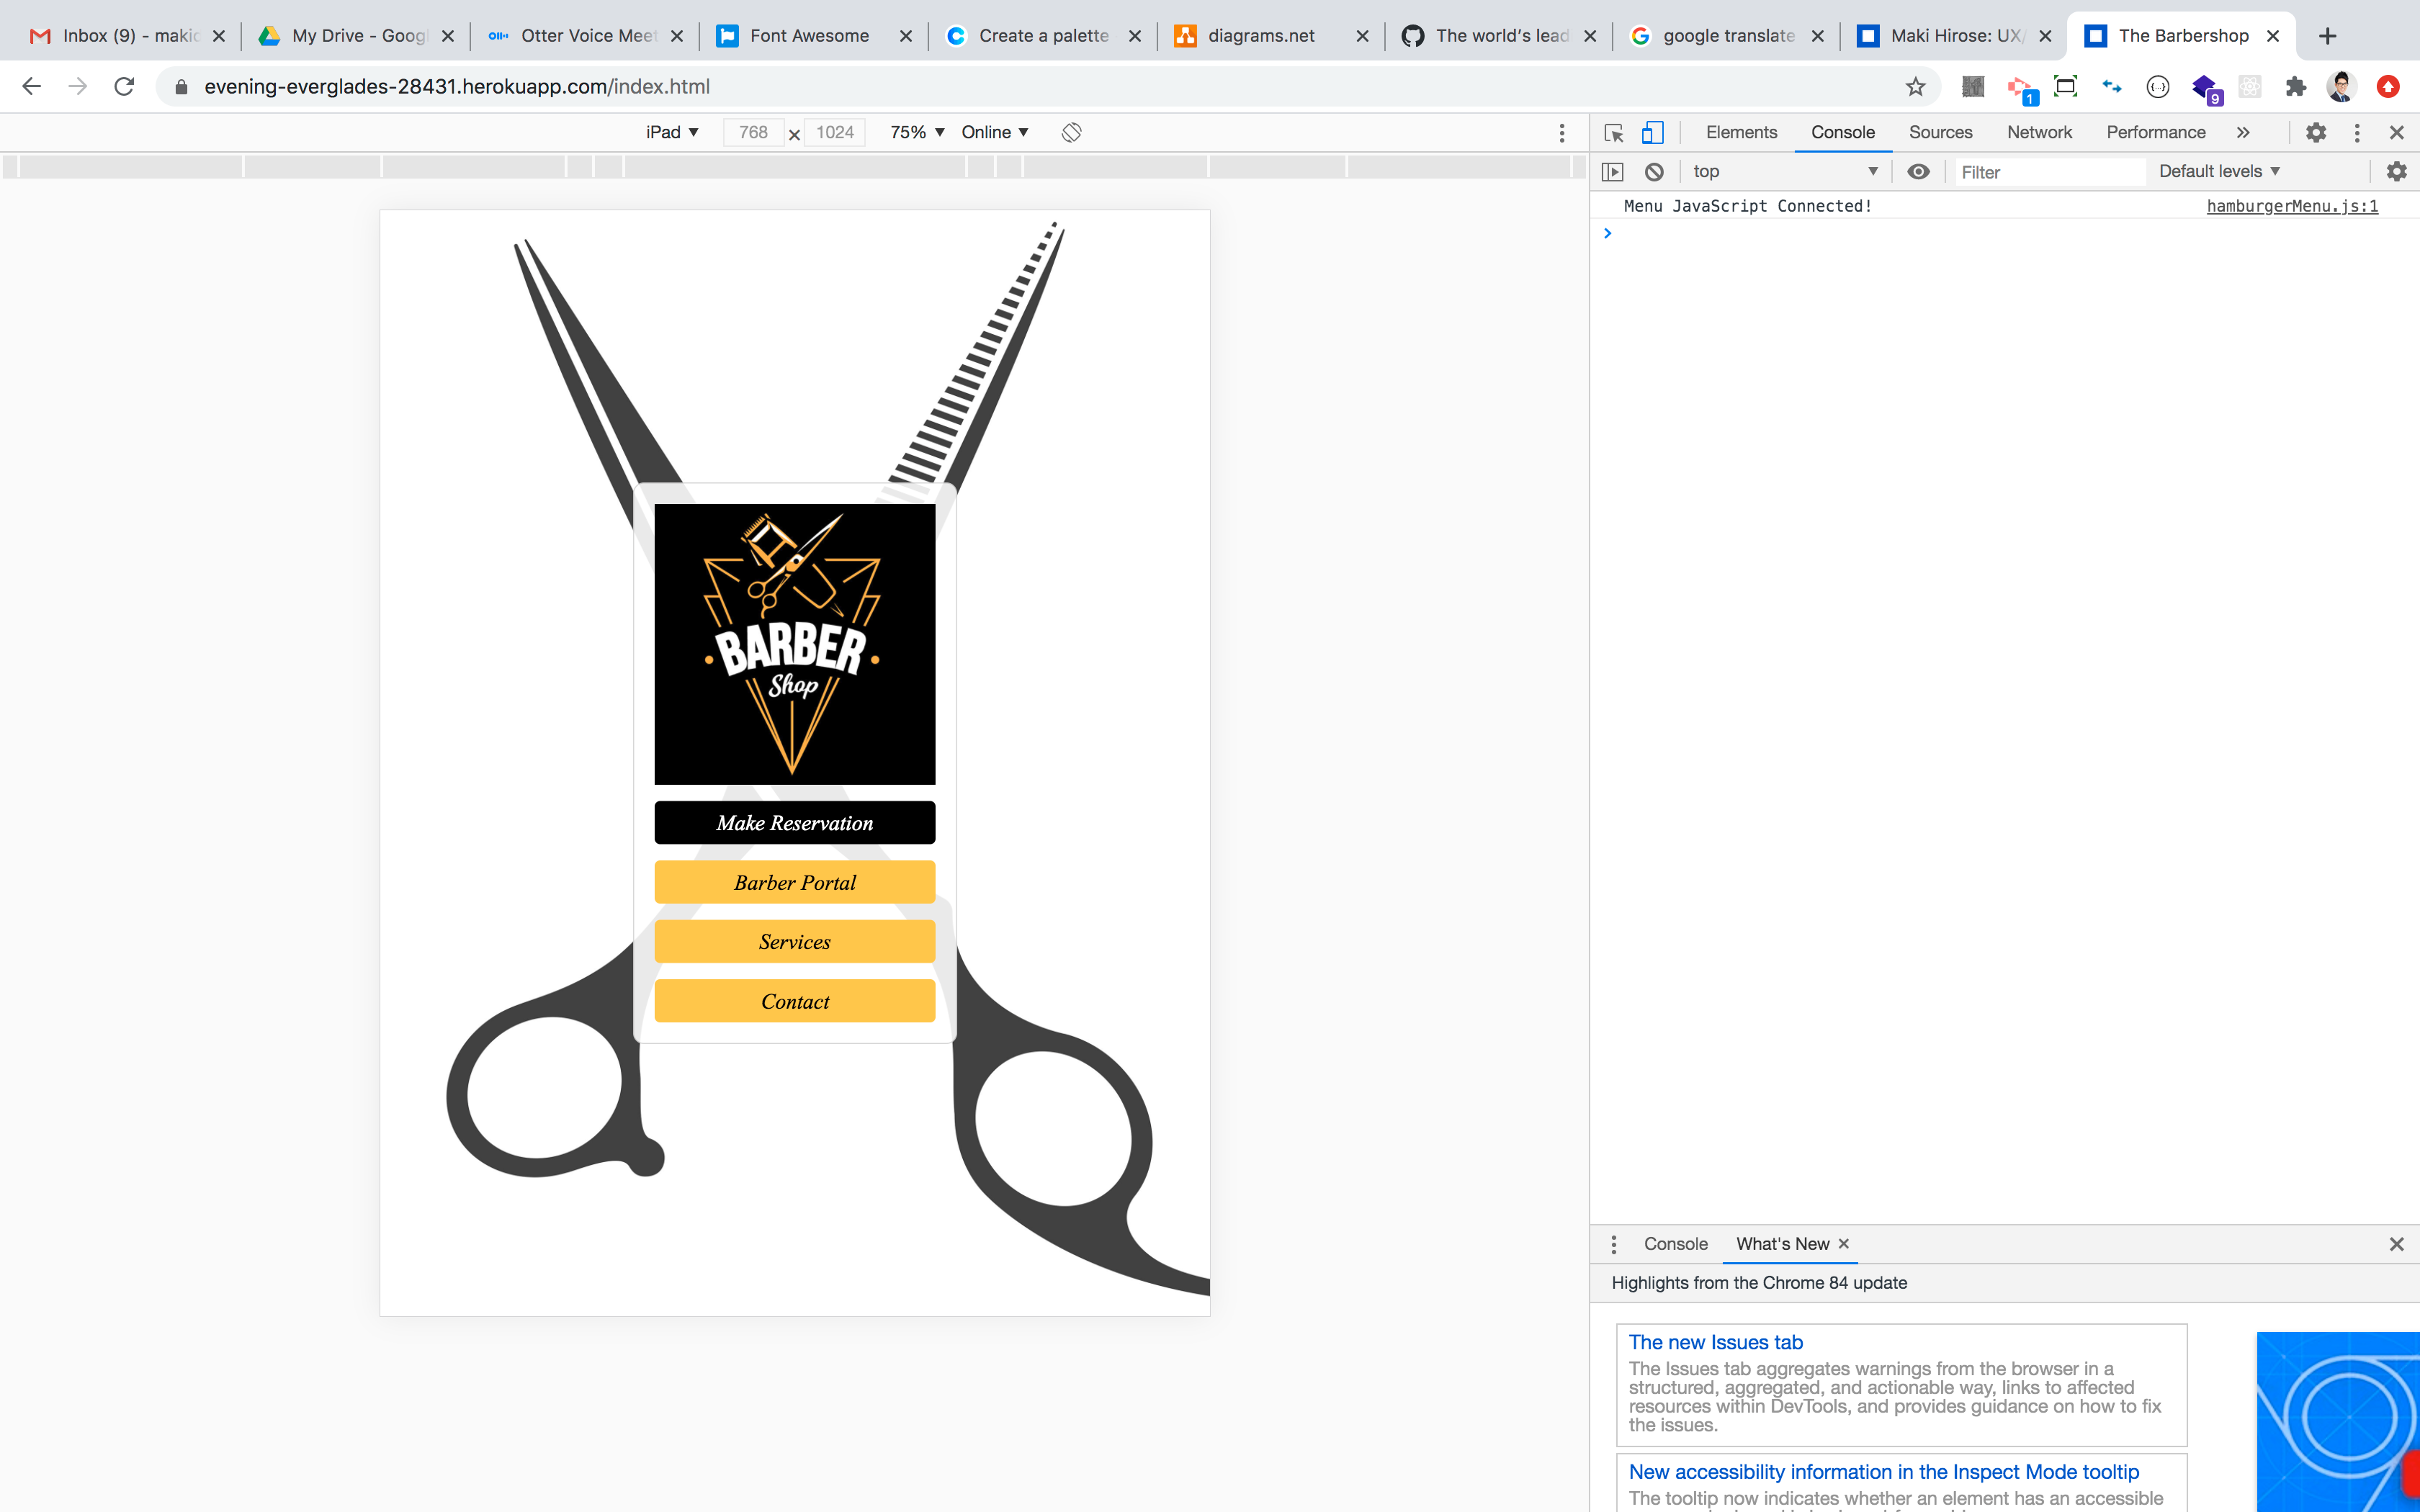 Inbox (9) - makic
My Drive - Googl
Otter Voice Meet
Font Awesome
Create a palette
diagrams.net
The world's lead
google translate
Maki Hirose: UX/
The Barbershop
evening-everglades-28431.herokuapp.com/index.html
1
9
iPad
768
1024
75%
Online
Elements
Console
Sources
Network
Performance
top
Filter
Default levels
Menu JavaScript Connected!
hamburgerMenu.js:1
BARBER
Shop
Make Reservation
Barber Portal
Services
Contact
Console
What's New
Highlights from the Chrome 84 update
The new Issues tab
The Issues tab aggregates warnings from the browser in a
structured, aggregated, and actionable way, links to affected
resources within DevTools, and provides guidance on how to fix
the issues.
New accessibility information in the Inspect Mode tooltip
The tooltip now indicates whether an element has an accessible